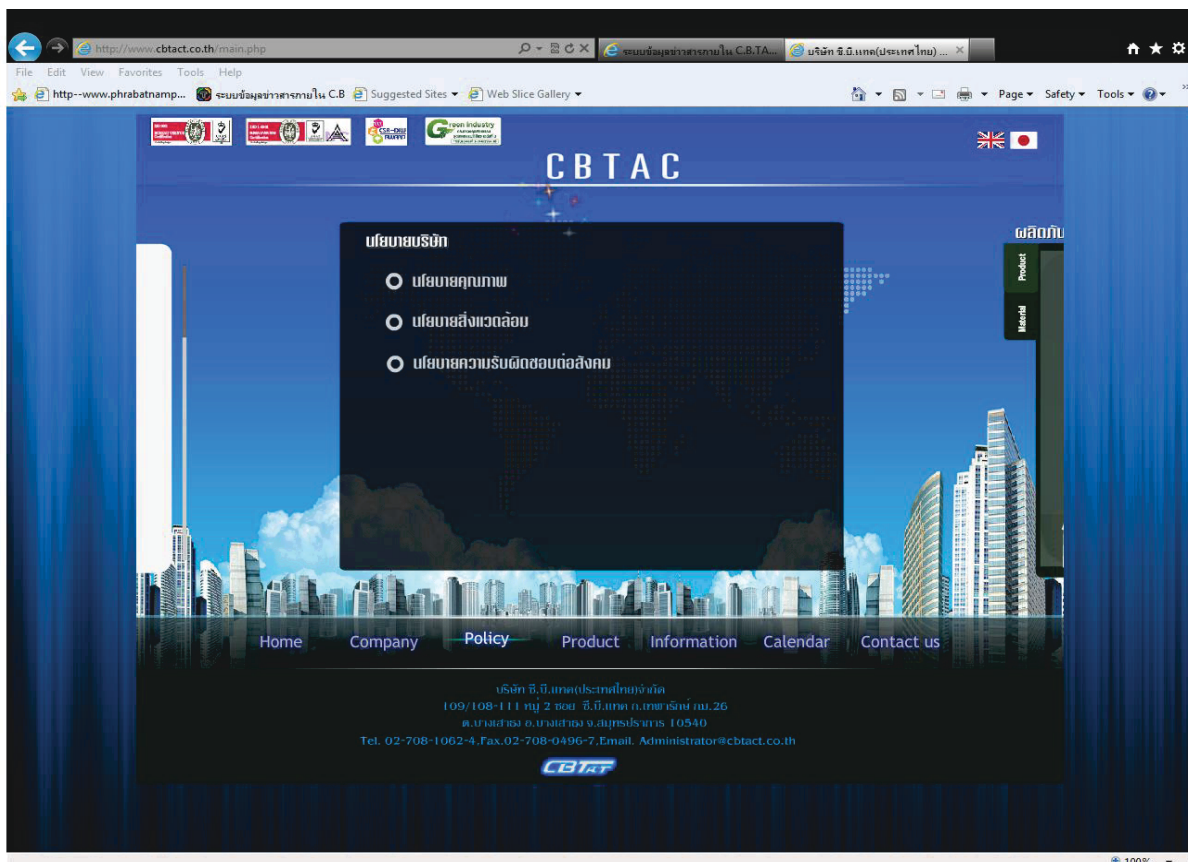 http://www.cbtact.co.th/main.php
ระบบข้อมูลข่าวสารภายใน C.B.TA...
บริษัท ซี.บี.แทค(ประเทศไทย) ...
File Edit View Favorites Tools Help
http--www.phrabatnamp...
ระบบข้อมูลข่าวสารภายใน C.B
Suggested Sites
Web Slice Gallery
Page
Safety
Tools
Green Industry
CBTAC
นโยบายบริษัท
นโยบายคุณภาพ
นโยบายสิ่งแวดล้อม
นโยบายความรับผิดชอบต่อสังคม
ผลิตภั
Product
Material
Home Company Policy Product Information Calendar Contact us
บริษัท ซี.บี.แทค(ประเทศไทย)จำกัด
109/108-111 หมู่ 2 ซอย ซี.บี.แทค ถ.เทพารักษ์ กม.26
ต.บางเสาธง อ.บางเสาธง จ.สมุทรปราการ 10540
Tel. 02-708-1062-4,Fax.02-708-0496-7,Email. Administrator@cbtact.co.th
CBTAT
100%